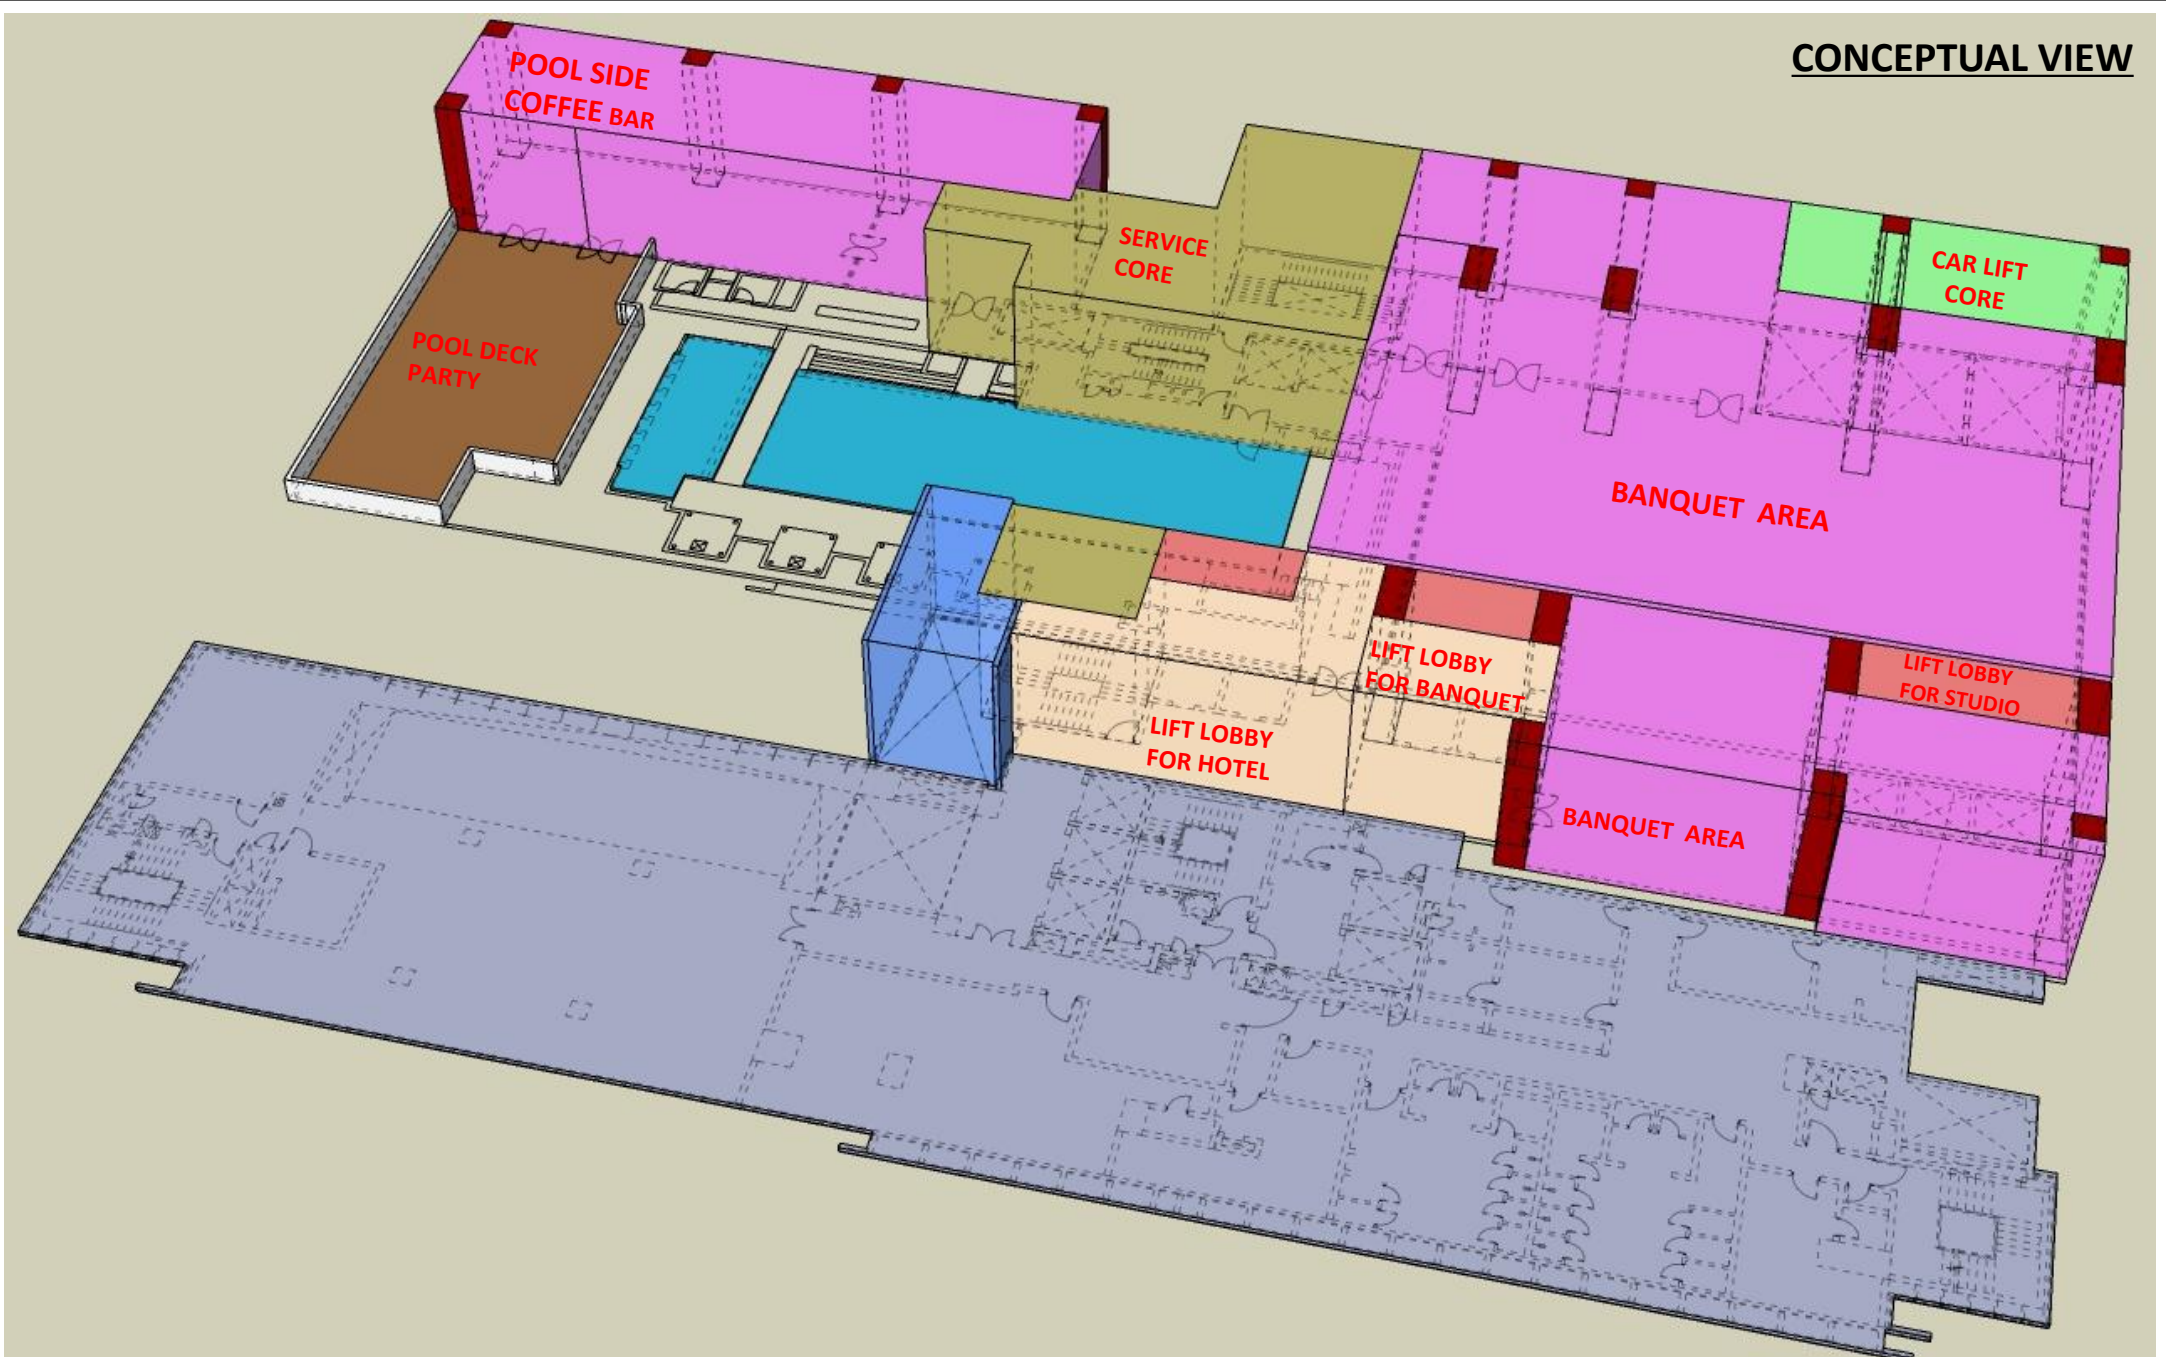 CONCEPTUAL VIEW
POOL SIDE
COFFEE BAR
SERVICE
CORE
CAR LIFT
CORE
POOL DECK
PARTY
BANQUET AREA
LIFT LOBBY
FOR BANQUET
LIFT LOBBY
FOR STUDIO
LIFT LOBBY
FOR HOTEL
BANQUET AREA